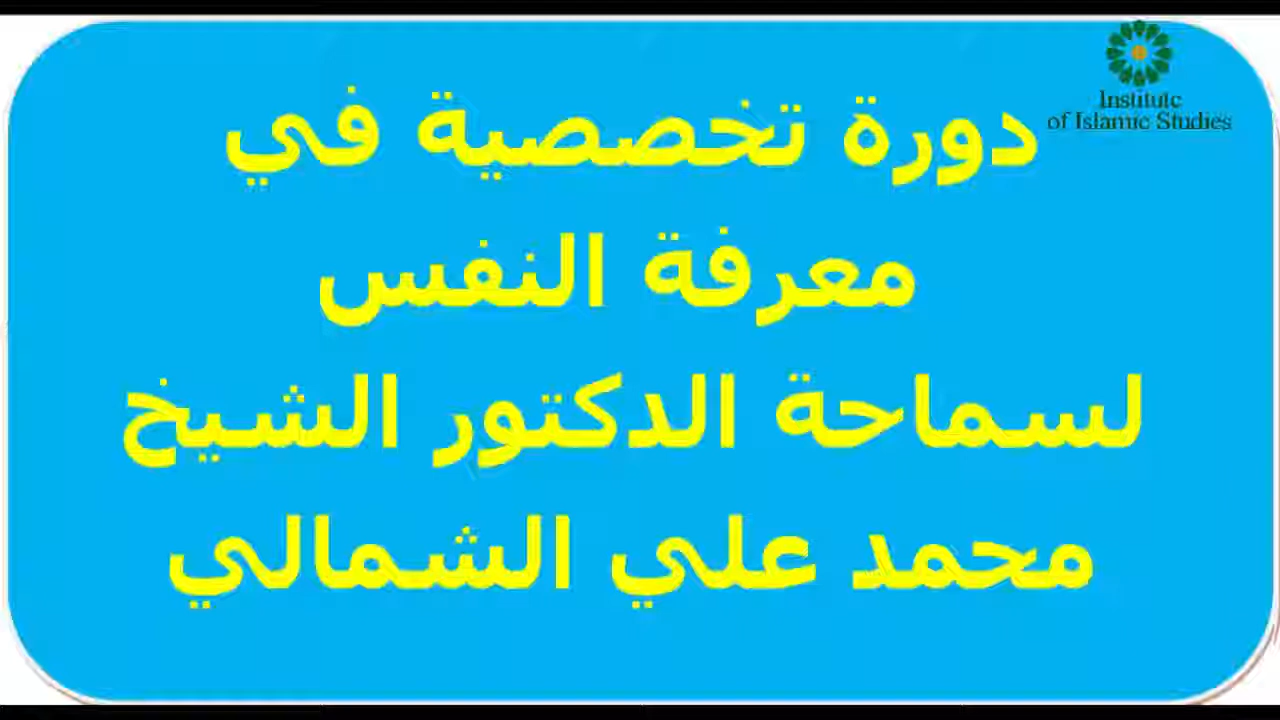 Institute
of Islamic Studies
دورة تخصصية في
معرفة النفس
لسماحة الدكتور الشيخ
محمد علي الشمالي